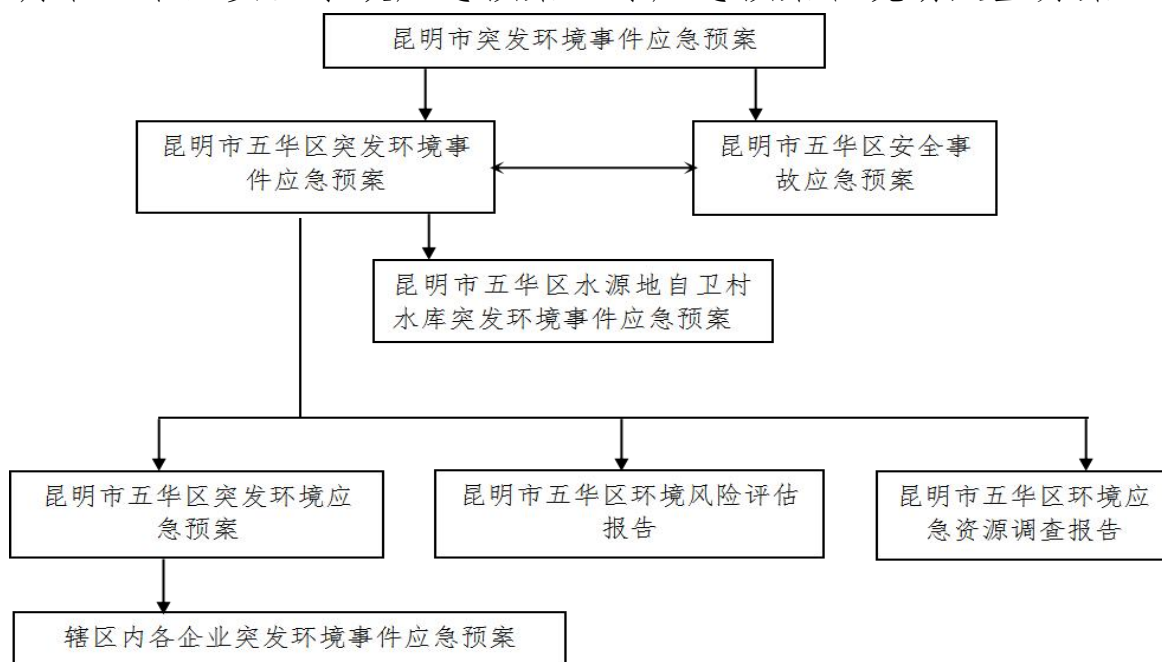 昆明市突发环境事件应急预案
昆明市五华区突发环境事
件应急预案
昆明市五华区安全事
故应急预案
昆明市五华区水源地自卫村
水库突发环境事件应急预案
昆明市五华区突发环境应
急预案
昆明市五华区环境风险评估
报告
昆明市五华区环境应
急资源调查报告
辖区内各企业突发环境事件应急预案